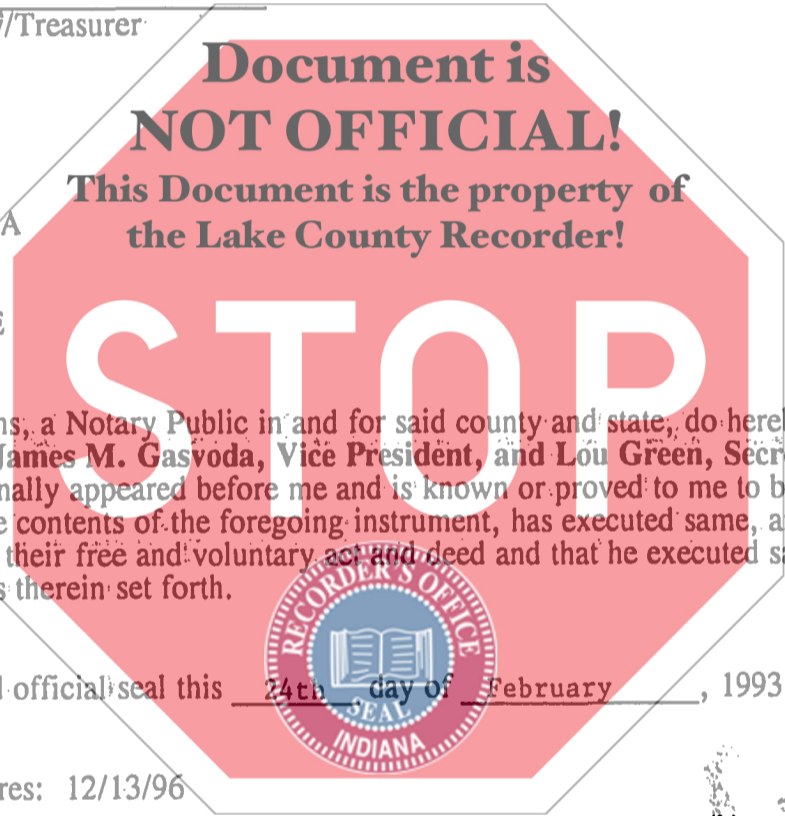 /Treasurer
Document is
NOT OFFICIAL!
This Document is the property of
the Lake County Recorder!
A
E
STOP
ns, a Notary Public in and for said county and state, do here
James M. Gasvoda, Vice President, and Lou Green, Secr
nally appeared before me and is known or proved to me to b
e contents of the foregoing instrument, has executed same, a
their free and voluntary act and deed and that he executed sa
s therein set forth.
RECORDER'S OFFICE
official seal this 24th day of February, 1993
SEAL
INDIANA
res: 12/13/96